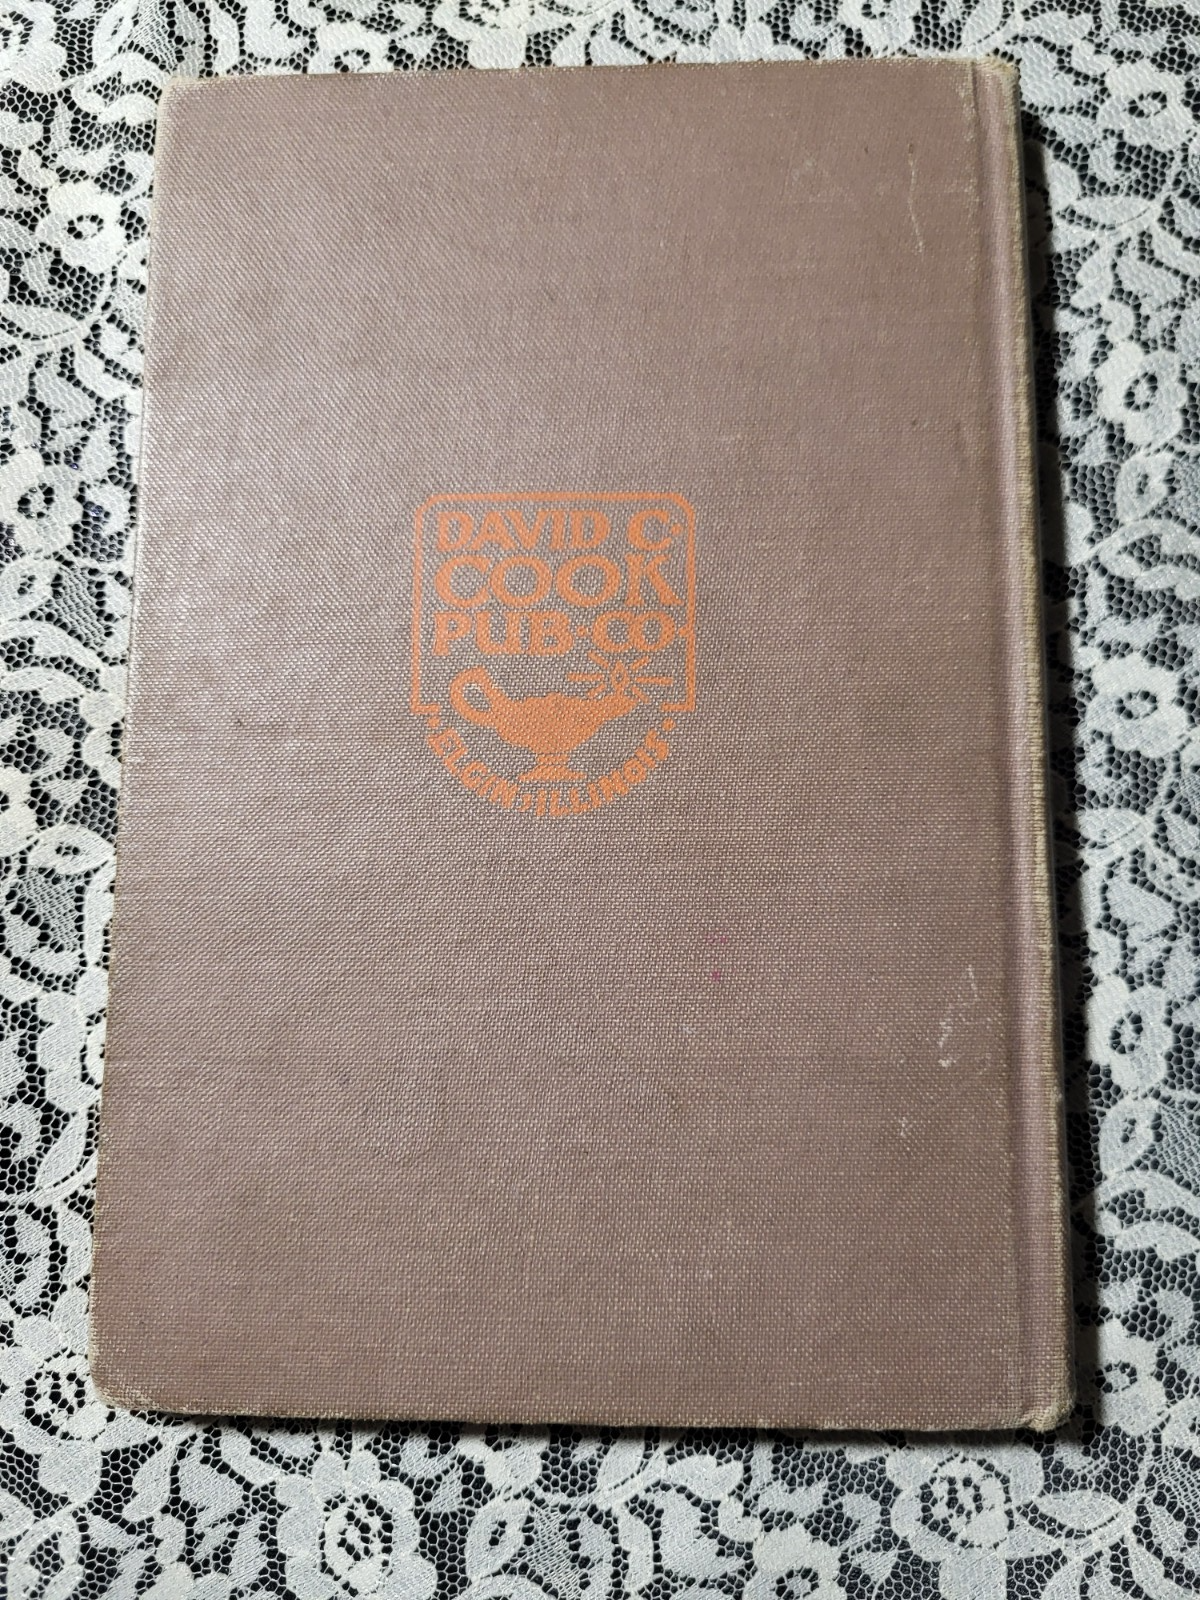 DAVID C.
COOK
PUB·CO·
·ELGIN, ILLINOIS·